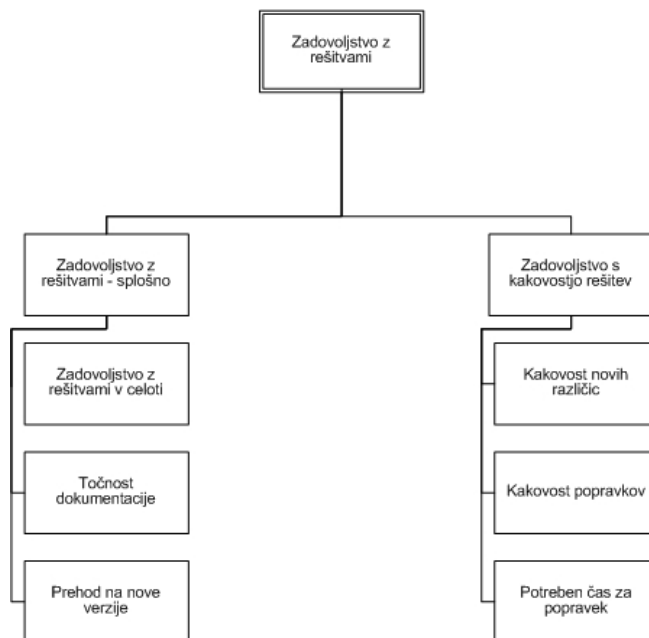 Zadovoljstvo z
rešitvami
Zadovoljstvo z
rešitvami - splošno
Zadovoljstvo s
kakovostjo rešitev
Zadovoljstvo z
rešitvami v celoti
Kakovost novih
različic
Točnost
dokumentacije
Kakovost popravkov
Prehod na nove
verzije
Potreben čas za
popravek